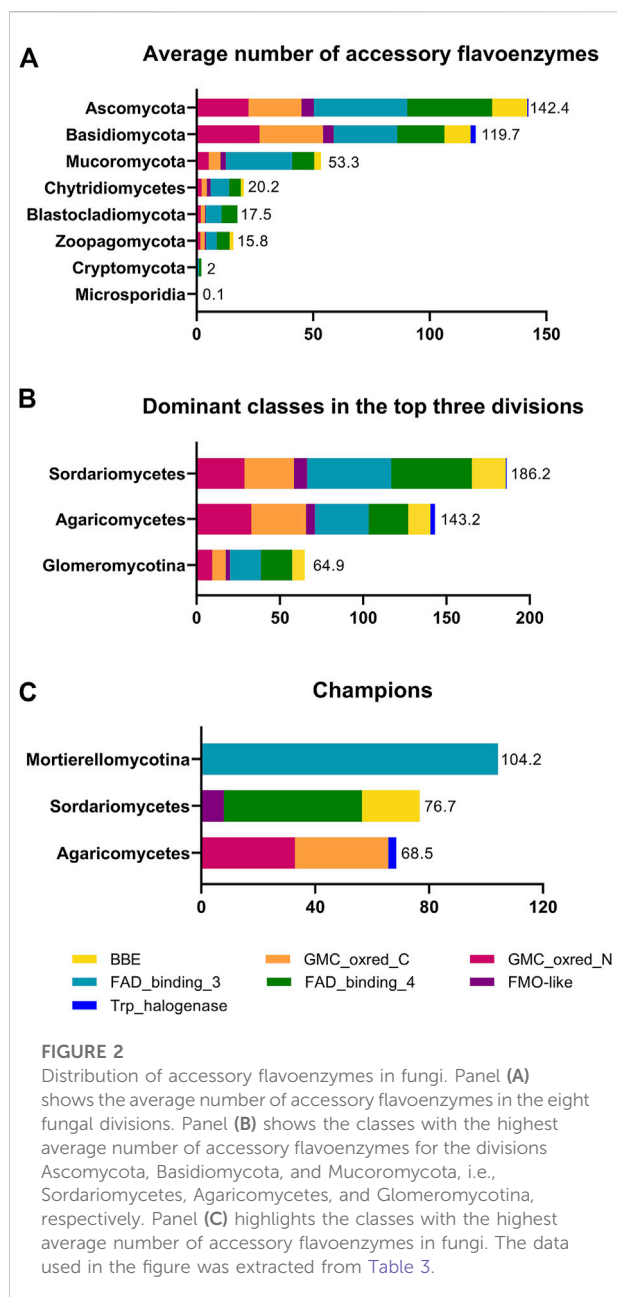 A
Average number of accessory flavoenzymes
Ascomycota 142.4
Basidiomycota 119.7
Mucoromycota 53.3
Chytridiomycetes 20.2
Blastocladiomycota 17.5
Zoopagomycota 15.8
Cryptomycota 2
Microsporidia 0.1
0 50 100 150
B
Dominant classes in the top three divisions
Sordariomycetes 186.2
Agaricomycetes 143.2
Glomeromycotina 64.9
0 50 100 150 200
C
Champions
Mortierellomycotina 104.2
Sordariomycetes 76.7
Agaricomycetes 68.5
0 40 80 120
BBE GMC_oxred_C GMC_oxred_N
FAD_binding_3 FAD_binding_4 FMO-like
Trp_halogenase
FIGURE 2
Distribution of accessory flavoenzymes in fungi. Panel (A)
shows the average number of accessory flavoenzymes in the eight
fungal divisions. Panel (B) shows the classes with the highest
average number of accessory flavoenzymes for the divisions
Ascomycota, Basidiomycota, and Mucoromycota, i.e.,
Sordariomycetes, Agaricomycetes, and Glomeromycotina,
respectively. Panel (C) highlights the classes with the highest
average number of accessory flavoenzymes in fungi. The data
used in the figure was extracted from Table 3.